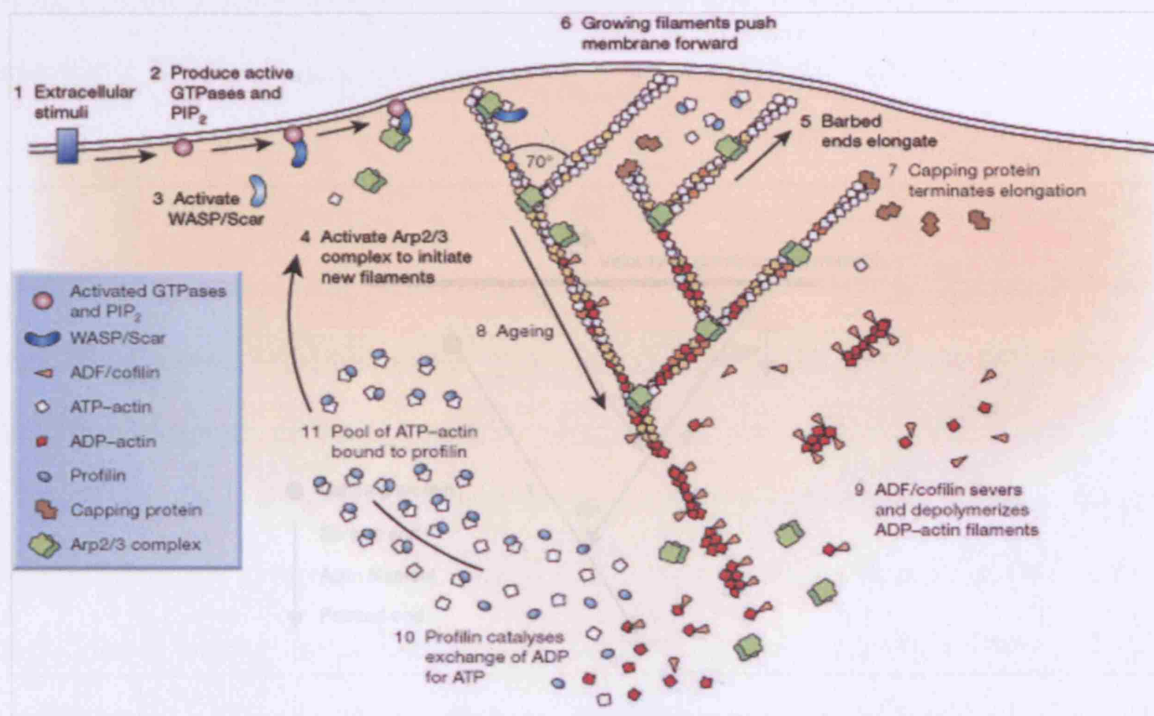 6 Growing filaments push
membrane forward
2 Produce active
GTPases and
PIP₂
1 Extracellular
stimuli
5 Barbed
ends elongate
70°
7 Capping protein
terminates elongation
3 Activate
WASP/Scar
4 Activate Arp2/3
complex to initiate
new filaments
8 Ageing
Activated GTPases
and PIP₂
WASP/Scar
ADF/cofilin
ATP–actin
ADP–actin
Profilin
Capping protein
Arp2/3 complex
11 Pool of ATP–actin
bound to profilin
9 ADF/cofilin severs
and depolymerizes
ADP–actin filaments
10 Profilin catalyses
exchange of ADP
for ATP